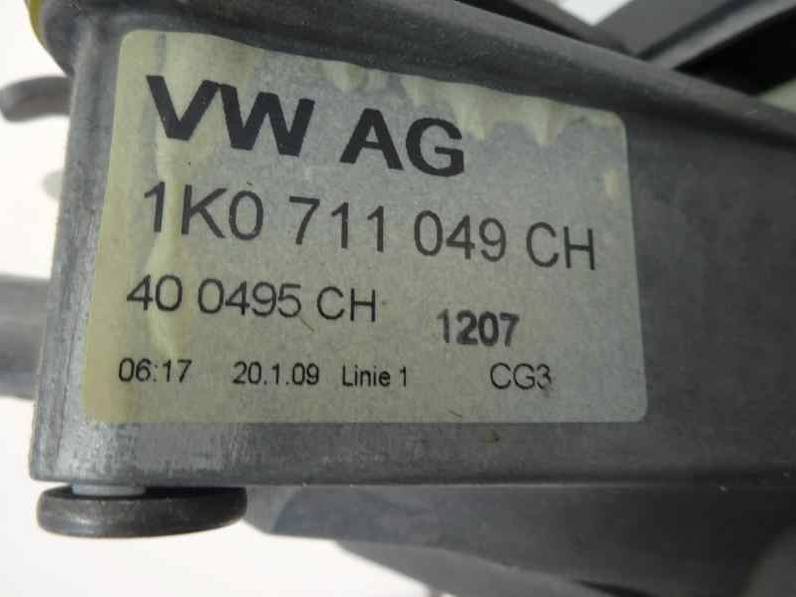 VW AG
1K0 711 049 CH
40 0495 CH 1207
06:17 20.1.09 Linie 1 CG3